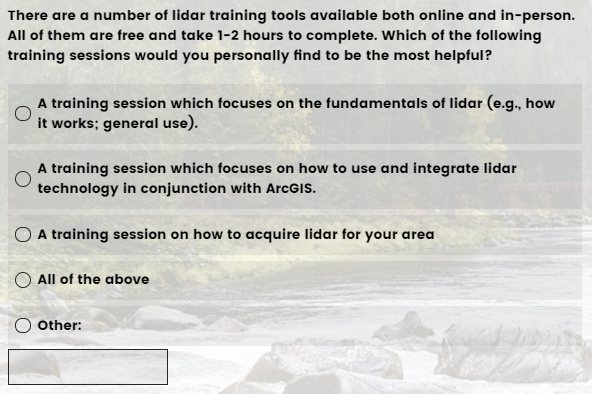 There are a number of lidar training tools available both online and in-person.
All of them are free and take 1-2 hours to complete. Which of the following
training sessions would you personally find to be the most helpful?
A training session which focuses on the fundamentals of lidar (e.g., how
it works; general use).
A training session which focuses on how to use and integrate lidar
technology in conjunction with ArcGIS.
A training session on how to acquire lidar for your area
All of the above
Other: